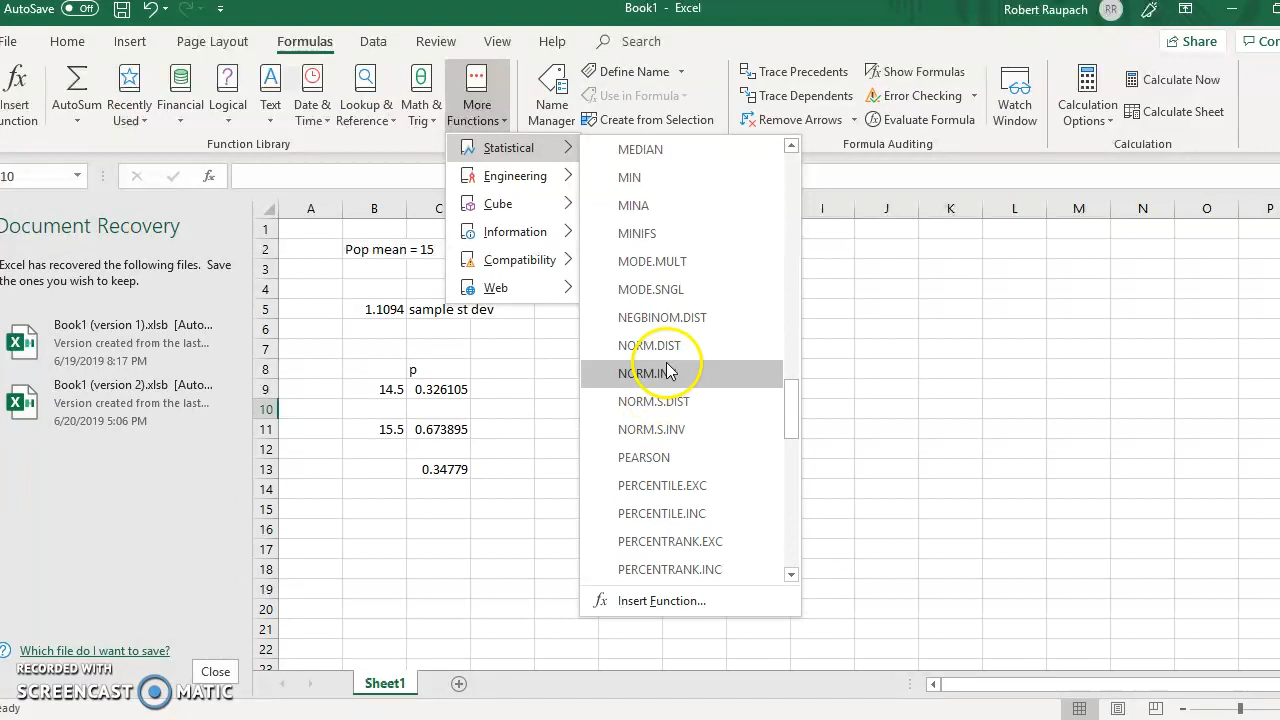 AutoSave Off Book1 - Excel Robert Raupach RR
File Home Insert Page Layout Formulas Data Review View Help Search Share Con
Insert Function
AutoSum
Recently Used
Financial
Logical
Text
Date & Time
Lookup & Reference
Math & Trig
More Functions
Name Manager
Define Name
Use in Formula
Create from Selection
Trace Precedents
Trace Dependents
Remove Arrows
Show Formulas
Error Checking
Evaluate Formula
Watch Window
Calculation Options
Calculate Now
Calculate Sheet
Function Library Formula Auditing Calculation
10 fx
Statistical
Engineering
Cube
Information
Compatibility
Web
MEDIAN
MIN
MINA
MINIFS
MODE.MULT
MODE.SNGL
NEGBINOM.DIST
NORM.DIST
NORM.IN
NORM.S.DIST
NORM.S.INV
PEARSON
PERCENTILE.EXC
PERCENTILE.INC
PERCENTRANK.EXC
PERCENTRANK.INC
fx Insert Function...
Document Recovery
Excel has recovered the following files. Save
the ones you wish to keep.
Book1 (version 1).xlsb [Auto...
Version created from the last...
6/19/2019 8:17 PM
Book1 (version 2).xlsb [Auto...
Version created from the last...
6/20/2019 5:06 PM
Which file do I want to save?
Close
A B C I J K L M N O P
1
2 Pop mean = 15
3
4
5 1.1094 sample st dev
6
7
8 p
9 14.5 0.326105
10
11 15.5 0.673895
12
13 0.34779
14
15
16
17
18
19
20
21
22
23
Sheet1
RECORDED WITH
SCREENCAST MATIC
eady